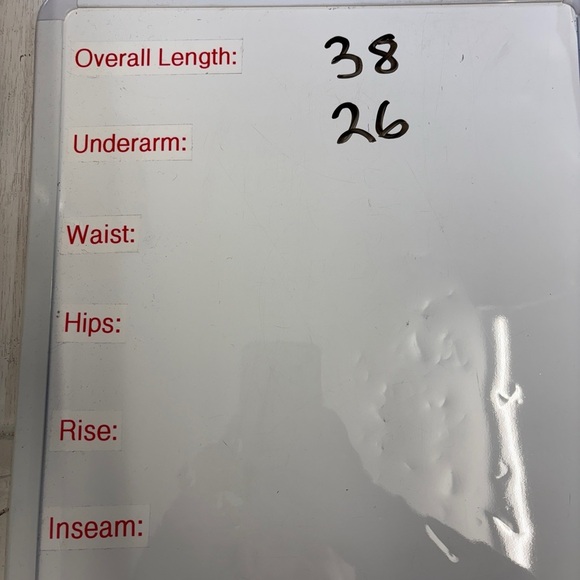 Overall Length: 38
Underarm: 26
Waist:
Hips:
Rise:
Inseam: